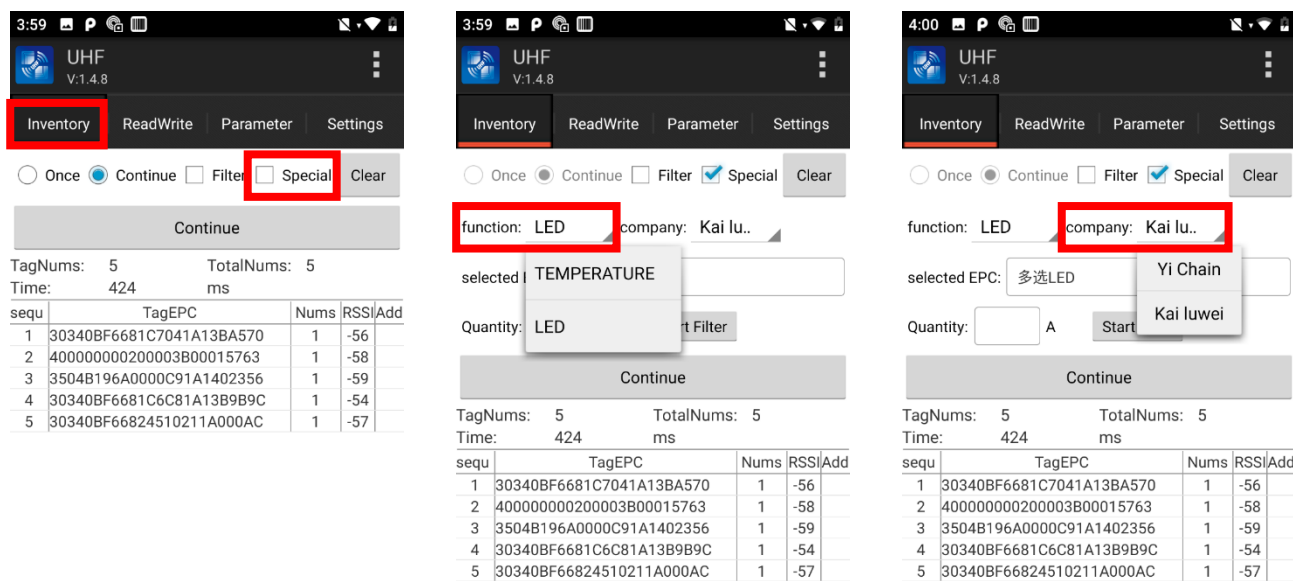 3:59
UHF
V:1.4.8
Inventory ReadWrite Parameter Settings
Once Continue Filter Special Clear
Continue
TagNums: 5 TotalNums: 5
Time: 424 ms
sequ TagEPC Nums RSSI Add
1 30340BF6681C7041A13BA570 1 -56
2 400000000200003B00015763 1 -58
3 3504B196A0000C91A1402356 1 -59
4 30340BF6681C6C81A13B9B9C 1 -54
5 30340BF66824510211A000AC 1 -57
3:59
UHF
V:1.4.8
Inventory ReadWrite Parameter Settings
Once Continue Filter Special Clear
function: LED company: Kai lu..
selected
TEMPERATURE
Quantity: LED rt Filter
Continue
TagNums: 5 TotalNums: 5
Time: 424 ms
sequ TagEPC Nums RSSI Add
1 30340BF6681C7041A13BA570 1 -56
2 400000000200003B00015763 1 -58
3 3504B196A0000C91A1402356 1 -59
4 30340BF6681C6C81A13B9B9C 1 -54
5 30340BF66824510211A000AC 1 -57
4:00
UHF
V:1.4.8
Inventory ReadWrite Parameter Settings
Once Continue Filter Special Clear
function: LED company: Kai lu..
selected EPC: 多选LED Yi Chain
Quantity: A Start Kai luwei
Continue
TagNums: 5 TotalNums: 5
Time: 424 ms
sequ TagEPC Nums RSSI Add
1 30340BF6681C7041A13BA570 1 -56
2 400000000200003B00015763 1 -58
3 3504B196A0000C91A1402356 1 -59
4 30340BF6681C6C81A13B9B9C 1 -54
5 30340BF66824510211A000AC 1 -57